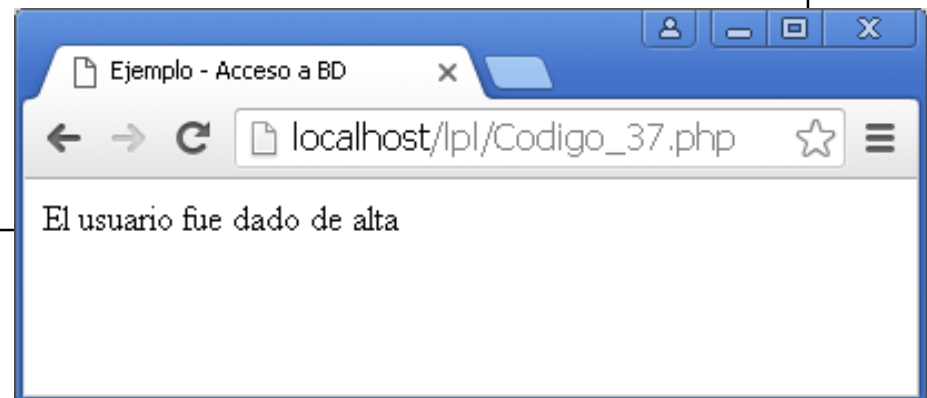 Ejemplo - Acceso a BD
localhost/lpl/Codigo_37.php
El usuario fue dado de alta